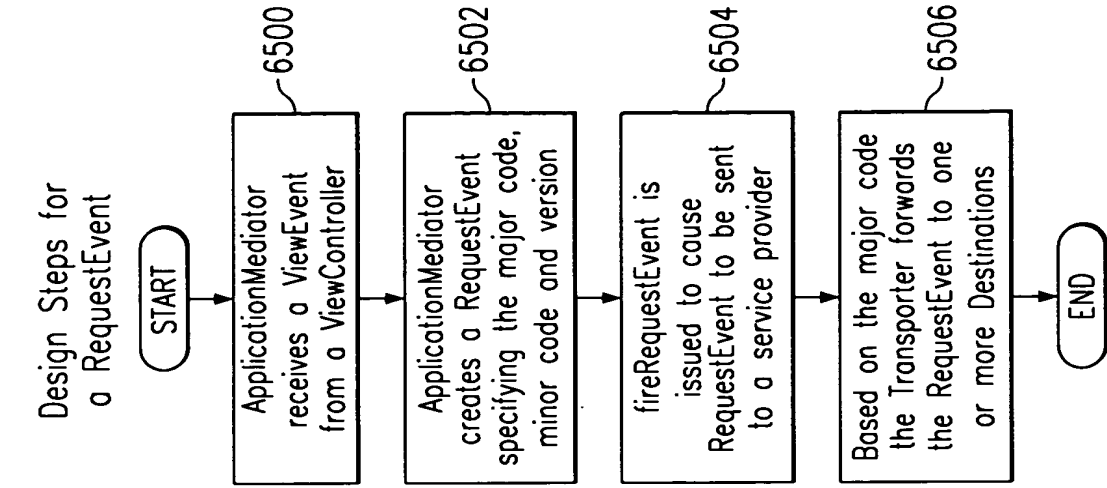 Design Steps for
a RequestEvent
START
ApplicationMediator
receives a ViewEvent
from a ViewController
6500
ApplicationMediator
creates a RequestEvent
specifying the major code,
minor code and version
6502
fireRequestEvent is
issued to cause
RequestEvent to be sent
to a service provider
6504
Based on the major code
the Transporter forwards
the RequestEvent to one
or more Destinations
6506
END